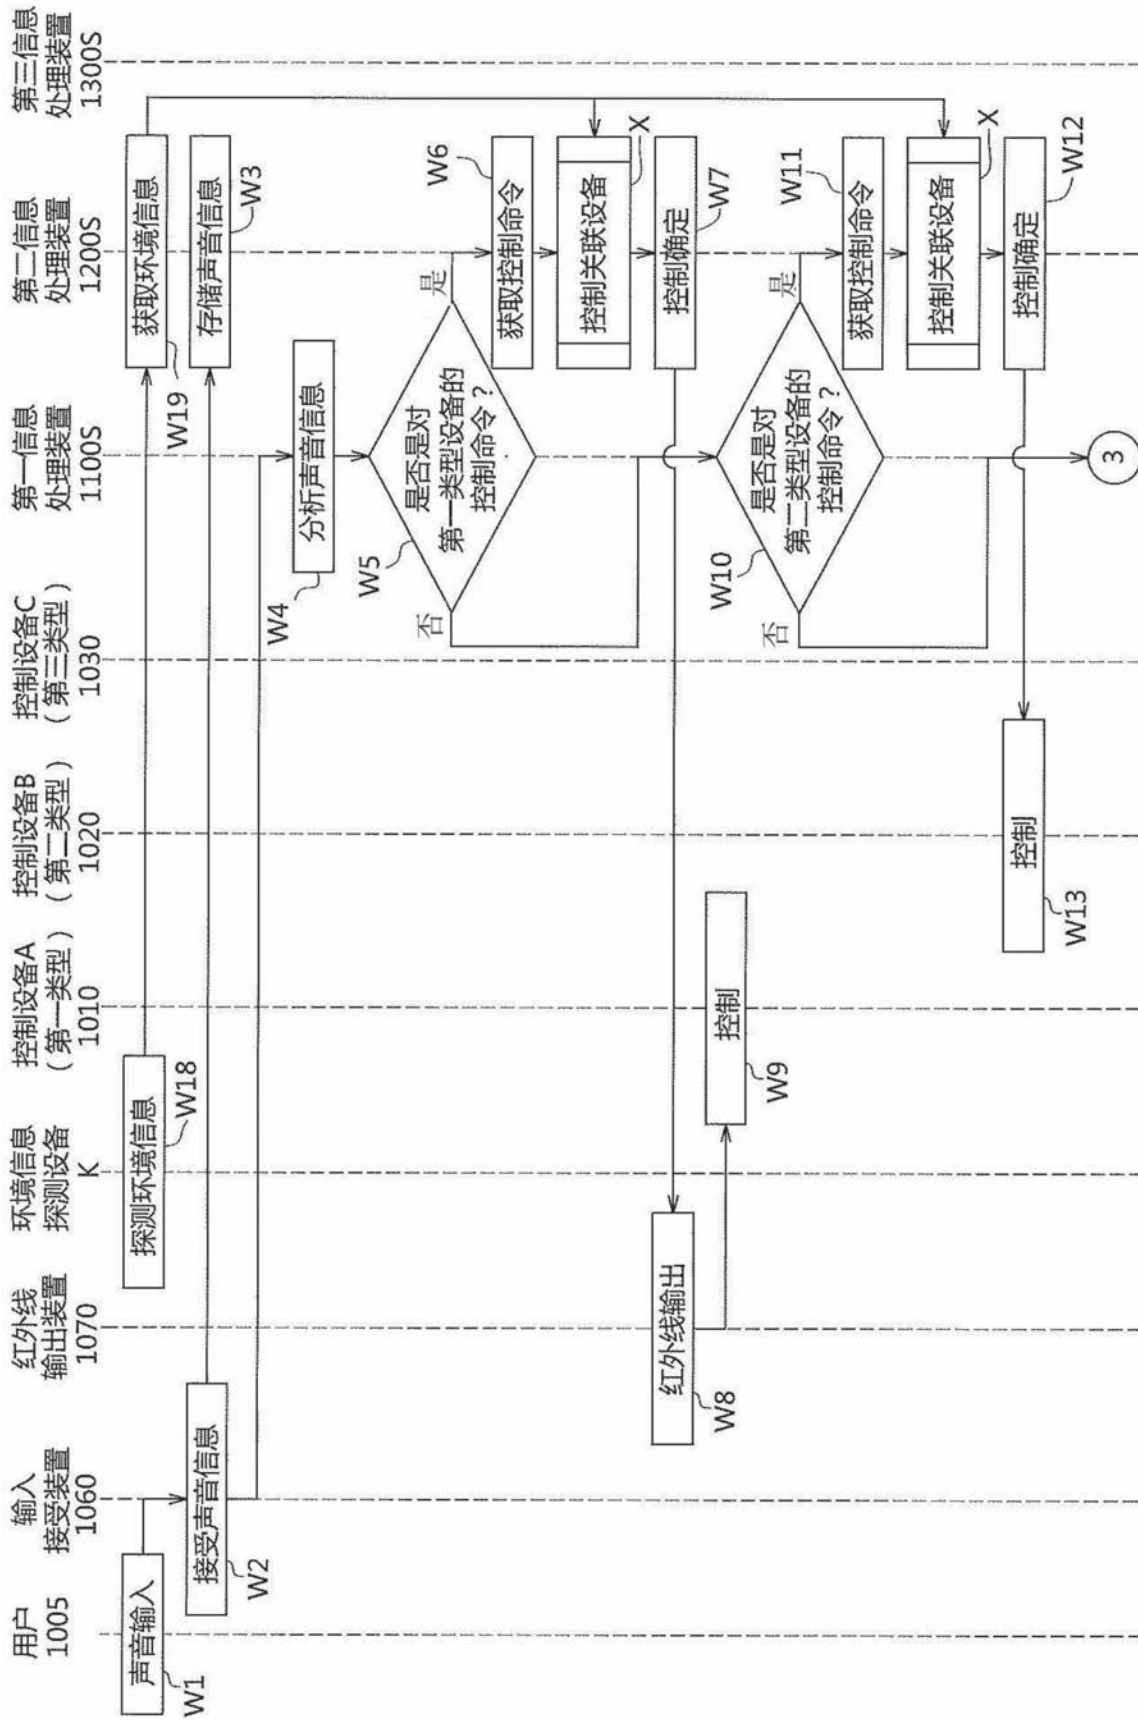 用户
1005
输入
接受装置
1060
红外线
输出装置
1070
环境信息
探测设备
K
控制设备A
(第一类型)
1010
控制设备B
(第二类型)
1020
控制设备C
(第三类型)
1030
第一信息
处理装置
1100S
第二信息
处理装置
1200S
第三信息
处理装置
1300S
声音输入
W1
探测环境信息
W18
获取环境信息
W19
接受声音信息
W2
存储声音信息
W3
分析声音信息
W4
是否是对
第一类型设备的
控制命令？
W5
否
是
获取控制命令
W6
控制关联设备
X
控制确定
W7
红外线输出
W8
控制
W9
是否是对
第二类型设备的
控制命令？
W10
否
是
获取控制命令
W11
控制关联设备
X
控制确定
W12
控制
W13
3